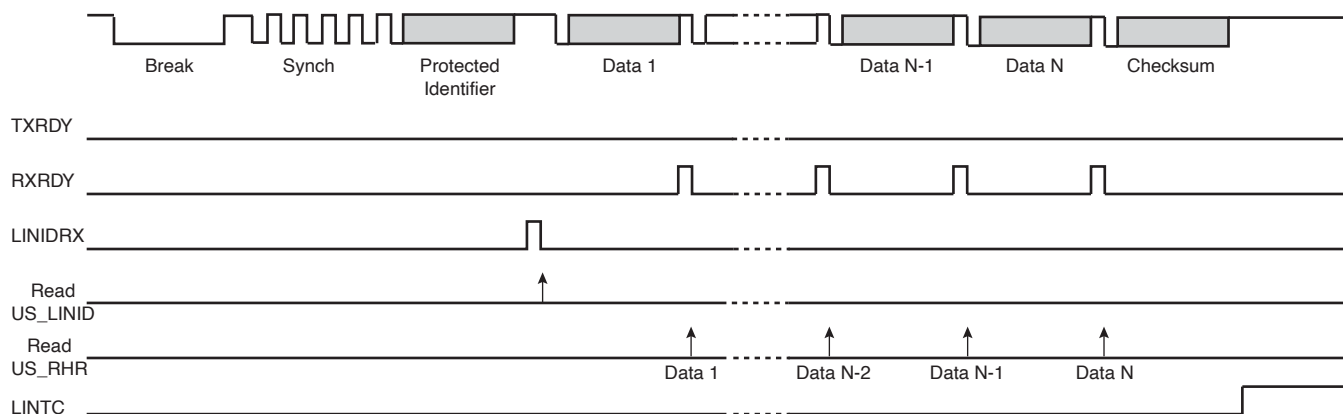 Break Synch Protected Data 1 Data N-1 Data N Checksum
Identifier
TXRDY
RXRDY
LINIDRX
Read
US_LINID
Read
US_RHR
Data 1 Data N-2 Data N-1 Data N
LINTC